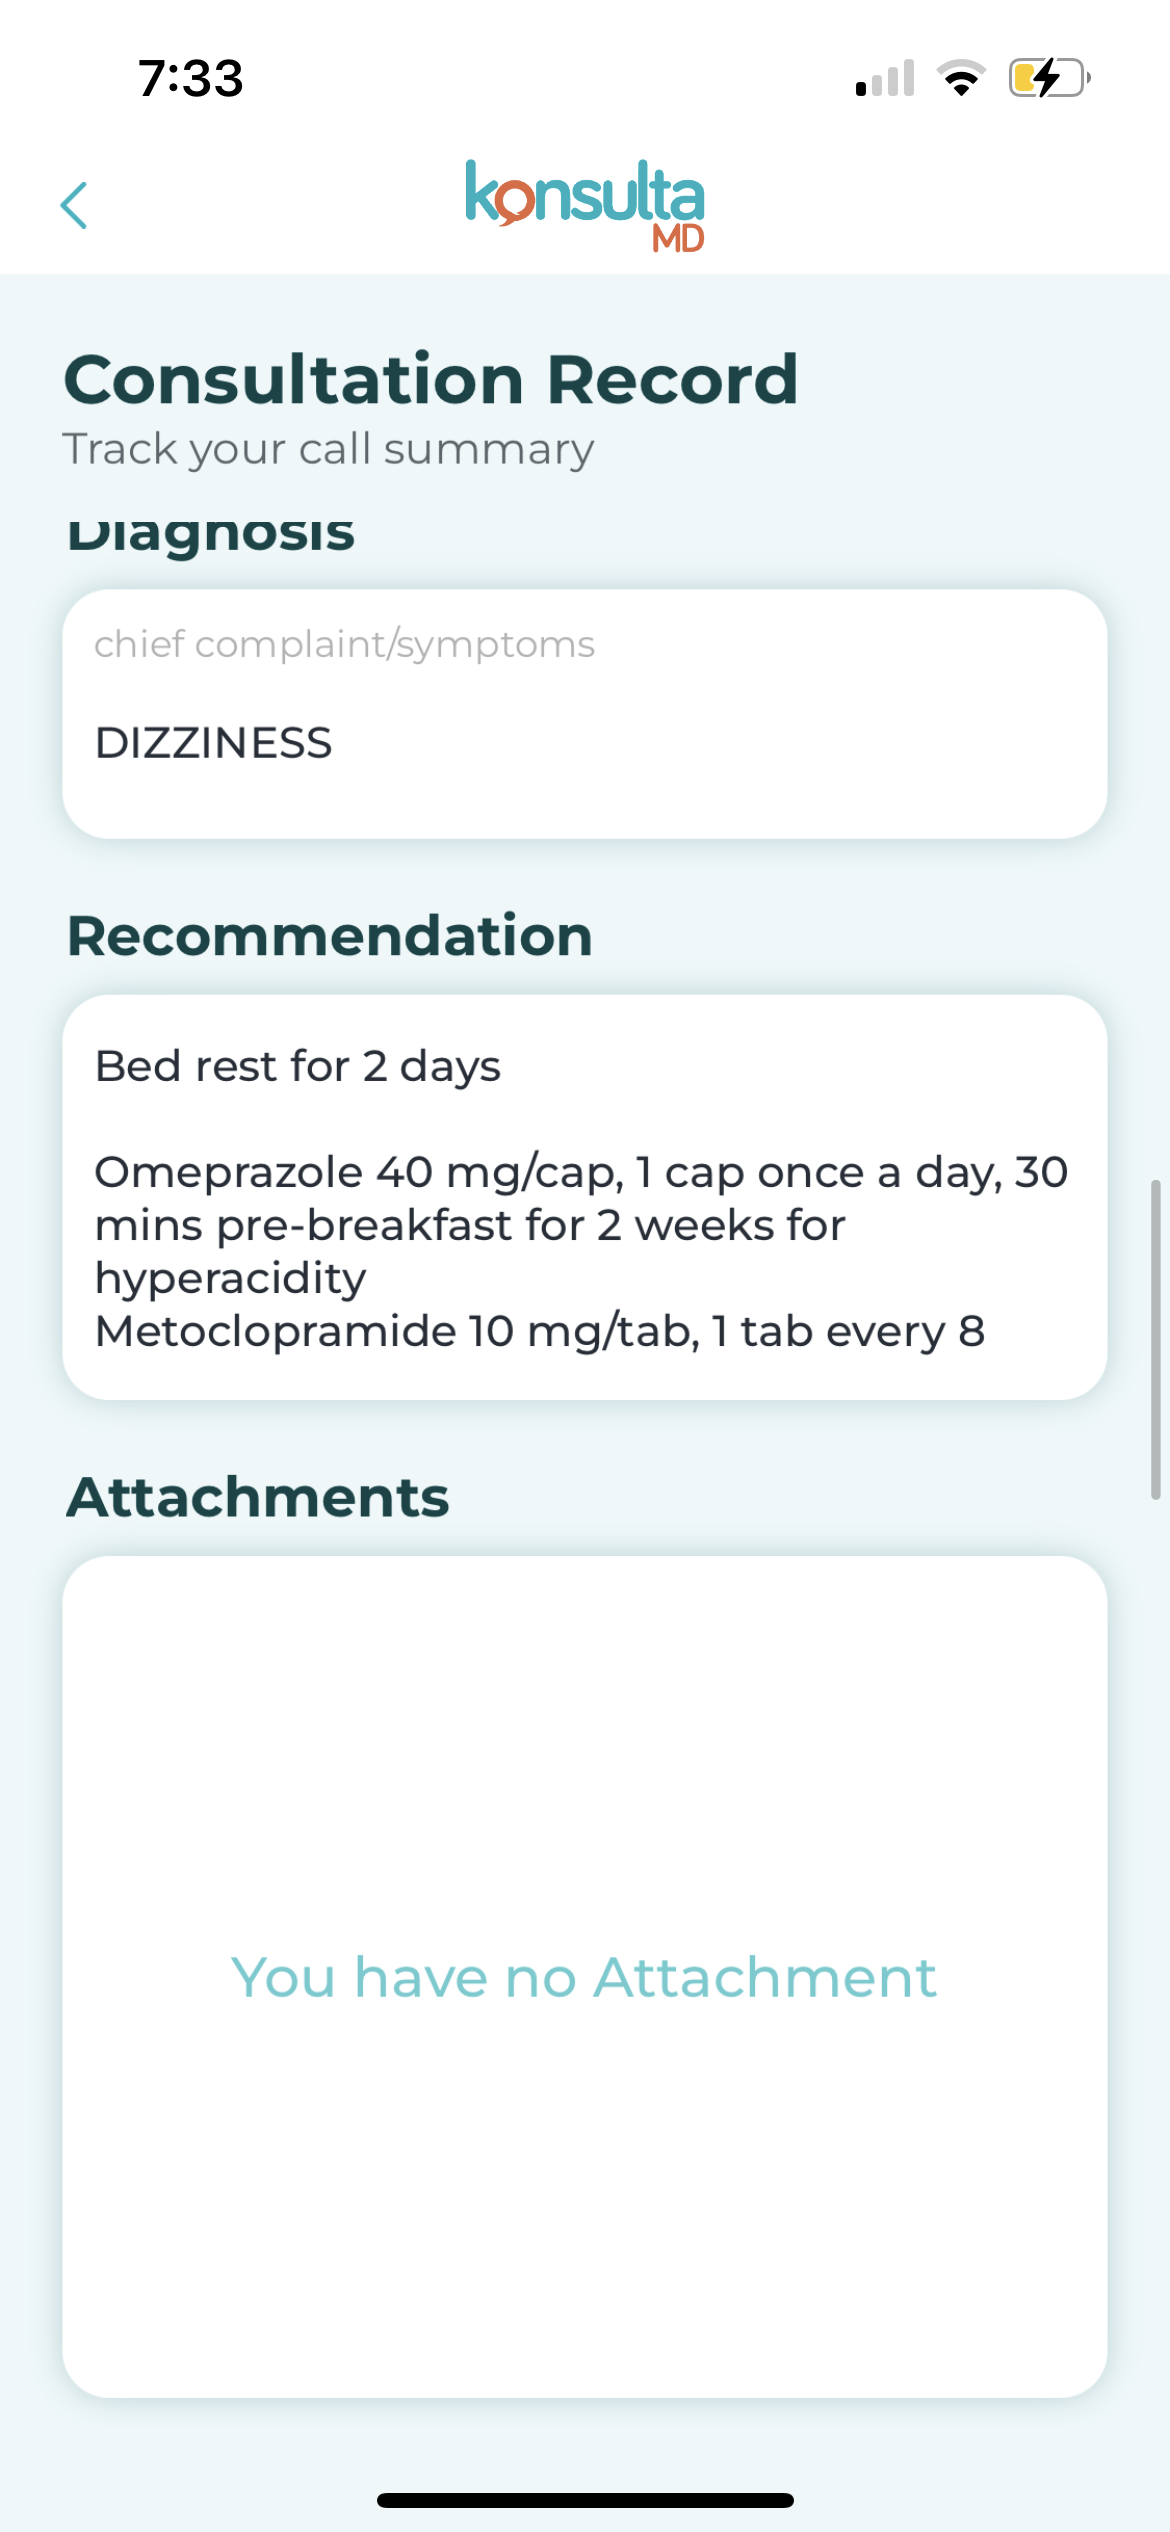 7:33
konsulta
MD
Consultation Record
Track your call summary
Diagnosis
chief complaint/symptoms
DIZZINESS
Recommendation
Bed rest for 2 days
Omeprazole 40 mg/cap, 1 cap once a day, 30
mins pre-breakfast for 2 weeks for
hyperacidity
Metoclopramide 10 mg/tab, 1 tab every 8
Attachments
You have no Attachment